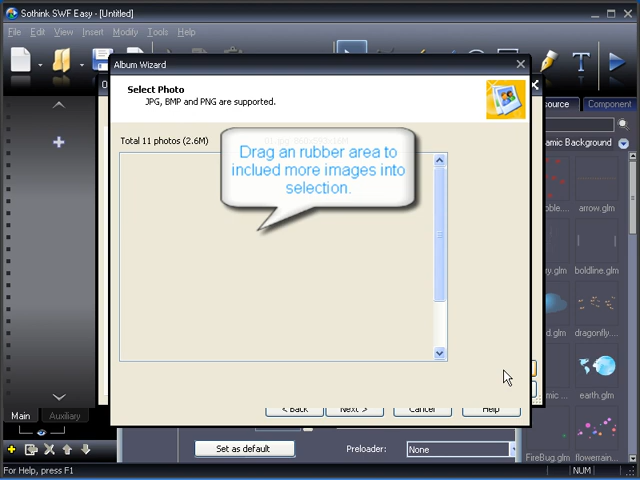 Sothink SWF Easy - [Untitled]
File Edit View Insert Modify Tools Help
Album Wizard
Select Photo
JPG, BMP and PNG are supported.
Total 11 photos (2.6M)
Drag an rubber area to
inclued more images into
selection.
Component
arrow.glm
boldline.glm
dragonfly....
earth.glm
FireBug.glm flowerrain...
< Back Next > Cancel Help
Main Auxiliary
Set as default Preloader: None
For Help, press F1 NUM